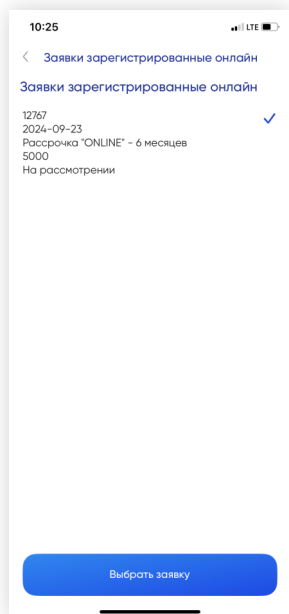 10:25
LTE
Заявки зарегистрированные онлайн
Заявки зарегистрированные онлайн
12767
2024-09-23
Рассрочка "ONLINE" - 6 месяцев
5000
На рассмотрении
Выбрать заявку